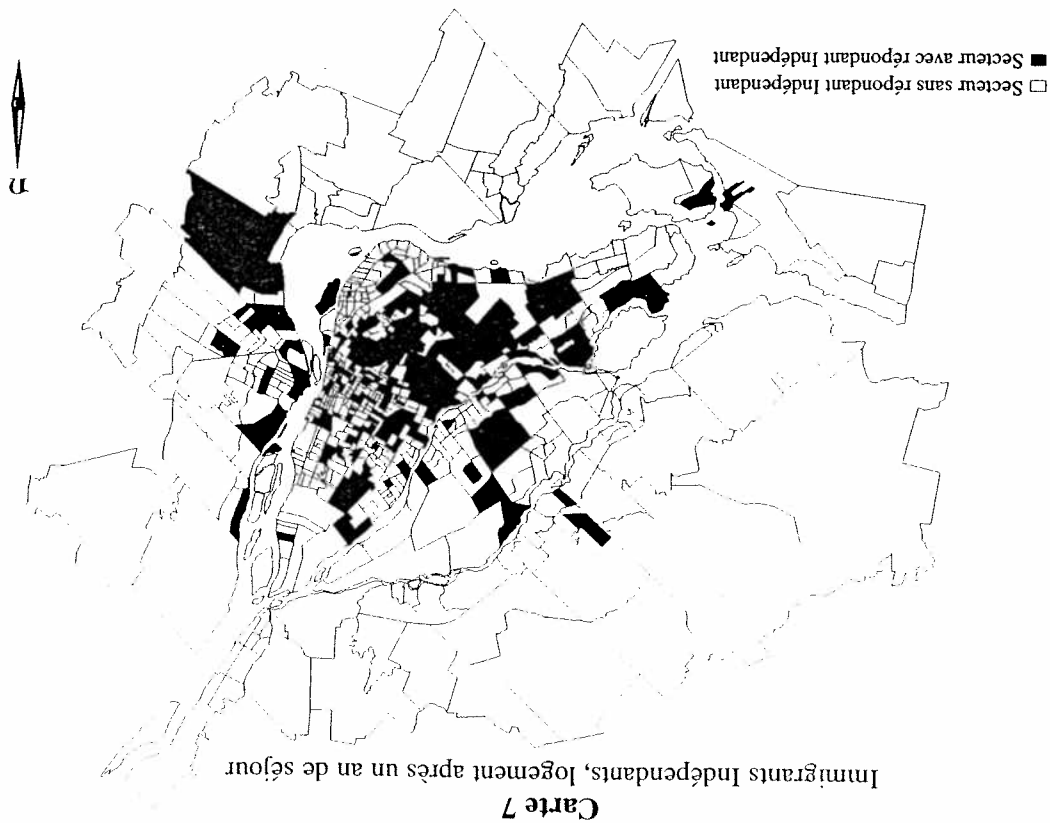 Carte 7
Immigrants Indépendants, logement après un an de séjour
n
□ Secteur sans répondant Indépendant
■ Secteur avec répondant Indépendant